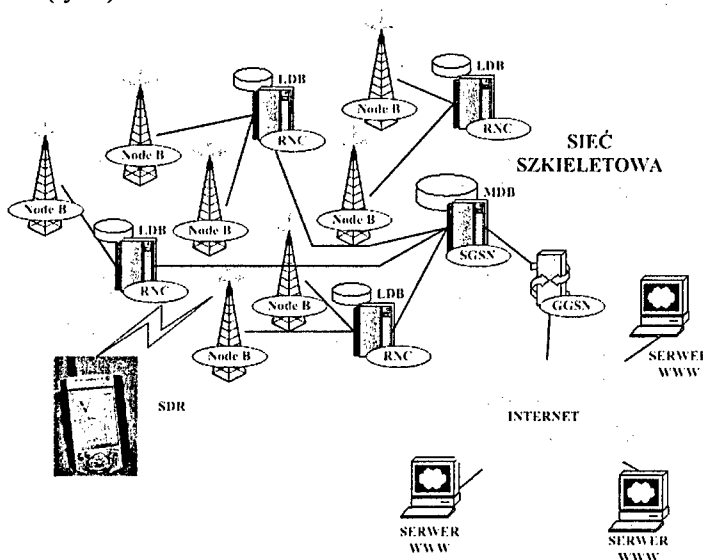 LDB
LDB
Node B
Node B
RNC
RNC
SIEĆ
SZKIELETOWA
MDB
Node B
Node B
Node B
LDB
SGSN
RNC
LDB
Node B
GGSN
Node B
RNC
SERWER
WWW
SDR
INTERNET
SERWER
WWW
SERWER
WWW